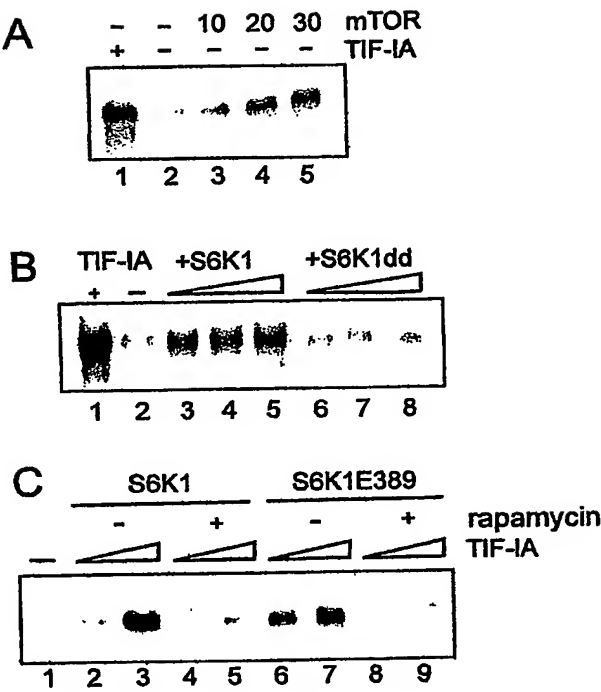 A
– – 10 20 30 mTOR
+ – – – – TIF-IA
1 2 3 4 5
B
TIF-IA +S6K1 +S6K1dd
+ –
1 2 3 4 5 6 7 8
C
S6K1 S6K1E389
- + - + rapamycin
– TIF-IA
1 2 3 4 5 6 7 8 9